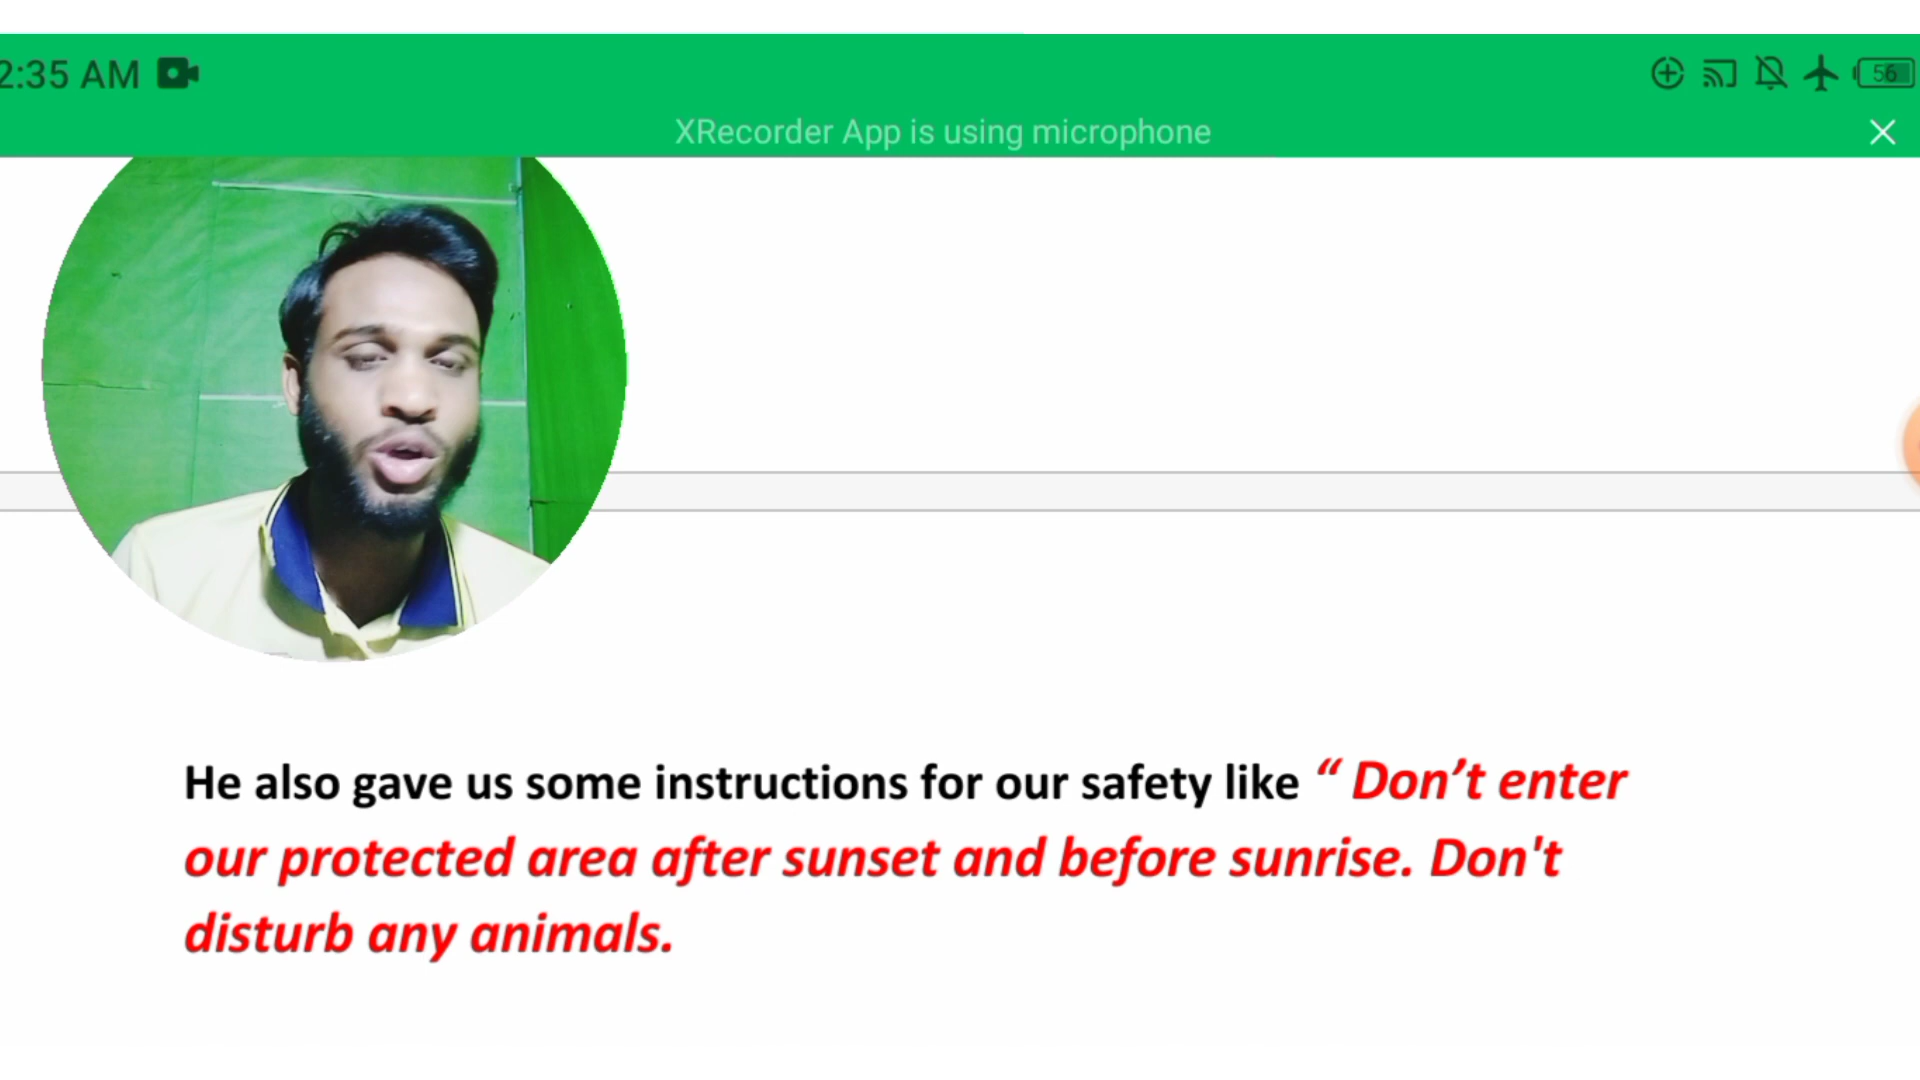 2:35 AM
56
XRecorder App is using microphone
He also gave us some instructions for our safety like “ Don’t enter
our protected area after sunset and before sunrise. Don't
disturb any animals.